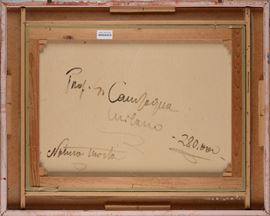 Prof. G. Campagna
Milano
- 280.000 -
Natura Morta